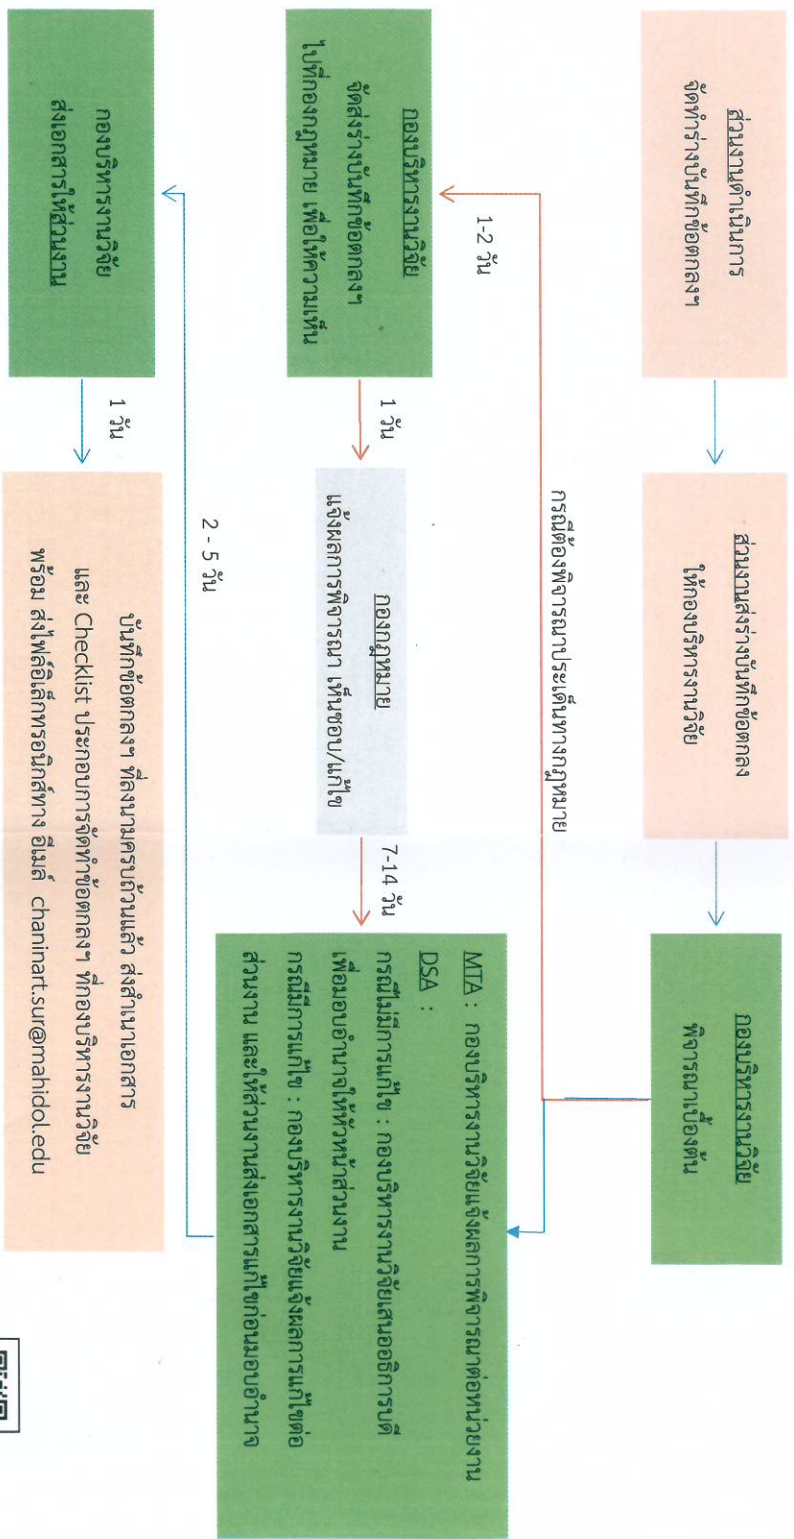 ส่วนงานดำเนินการ
จัดทำร่างบันทึกข้อตกลงฯ
ส่วนงานส่งร่างบันทึกข้อตกลง
ให้กองบริหารงานวิจัย
กองบริหารงานวิจัย
พิจารณาเบื้องต้น
กรณีต้องพิจารณาประเด็นทางกฎหมาย
1-2 วัน
กองบริหารงานวิจัย
จัดส่งร่างบันทึกข้อตกลงฯ
ไปที่กองกฎหมาย เพื่อให้ความเห็น
1 วัน
กองกฎหมาย
แจ้งผลการพิจารณา เห็นชอบ/แก้ไข
7-14 วัน
MTA : กองบริหารงานวิจัยแจ้งผลการพิจารณาต่อหน่วยงาน
DSA :
กรณีไม่มีการแก้ไข : กองบริหารงานวิจัยเสนออธิการบดี
เพื่อมอบอำนาจให้หัวหน้าส่วนงาน
กรณีมีการแก้ไข : กองบริหารงานวิจัยแจ้งผลการแก้ไขต่อ
ส่วนงาน และให้ส่วนงานส่งเอกสารแก้ไขก่อนมอบอำนาจ
2 - 5 วัน
กองบริหารงานวิจัย
ส่งเอกสารให้ส่วนงาน
1 วัน
บันทึกข้อตกลงฯ ที่ลงนามครบถ้วนแล้ว ส่งสำเนาเอกสาร
และ Checklist ประกอบการจัดทำข้อตกลงฯ ที่กองบริหารงานวิจัย
พร้อม ส่งไฟล์อิเล็กทรอนิกส์ทาง อีเมล์ chaninart.sur@mahidol.edu